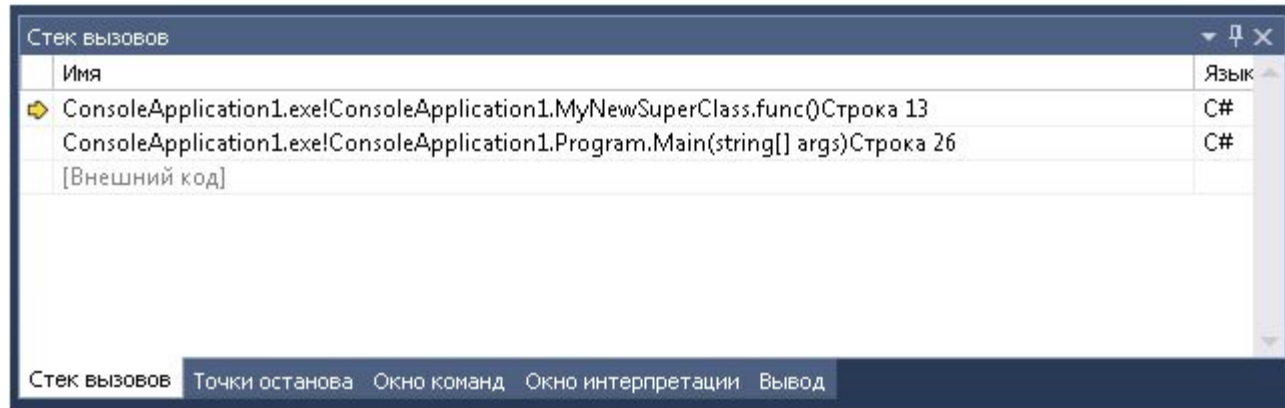 Стек вызовов
Имя Язык
ConsoleApplication1.exe!ConsoleApplication1.MyNewSuperClass.func()Строка 13 C#
ConsoleApplication1.exe!ConsoleApplication1.Program.Main(string[] args)Строка 26 C#
[Внешний код]
Стек вызовов Точки останова Окно команд Окно интерпретации Вывод